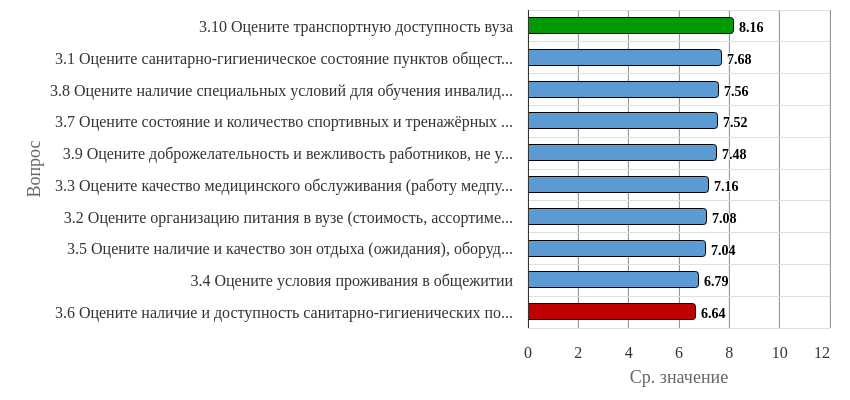 3.10 Оцените транспортную доступность вуза 8.16
3.1 Оцените санитарно-гигиеническое состояние пунктов общест... 7.68
3.8 Оцените наличие специальных условий для обучения инвалид... 7.56
3.7 Оцените состояние и количество спортивных и тренажёрных ... 7.52
3.9 Оцените доброжелательность и вежливость работников, не у... 7.48
3.3 Оцените качество медицинского обслуживания (работу медпу... 7.16
3.2 Оцените организацию питания в вузе (стоимость, ассортиме... 7.08
3.5 Оцените наличие и качество зон отдыха (ожидания), оборуд... 7.04
3.4 Оцените условия проживания в общежитии 6.79
3.6 Оцените наличие и доступность санитарно-гигиенических по... 6.64
Вопрос
0 2 4 6 8 10 12
Ср. значение